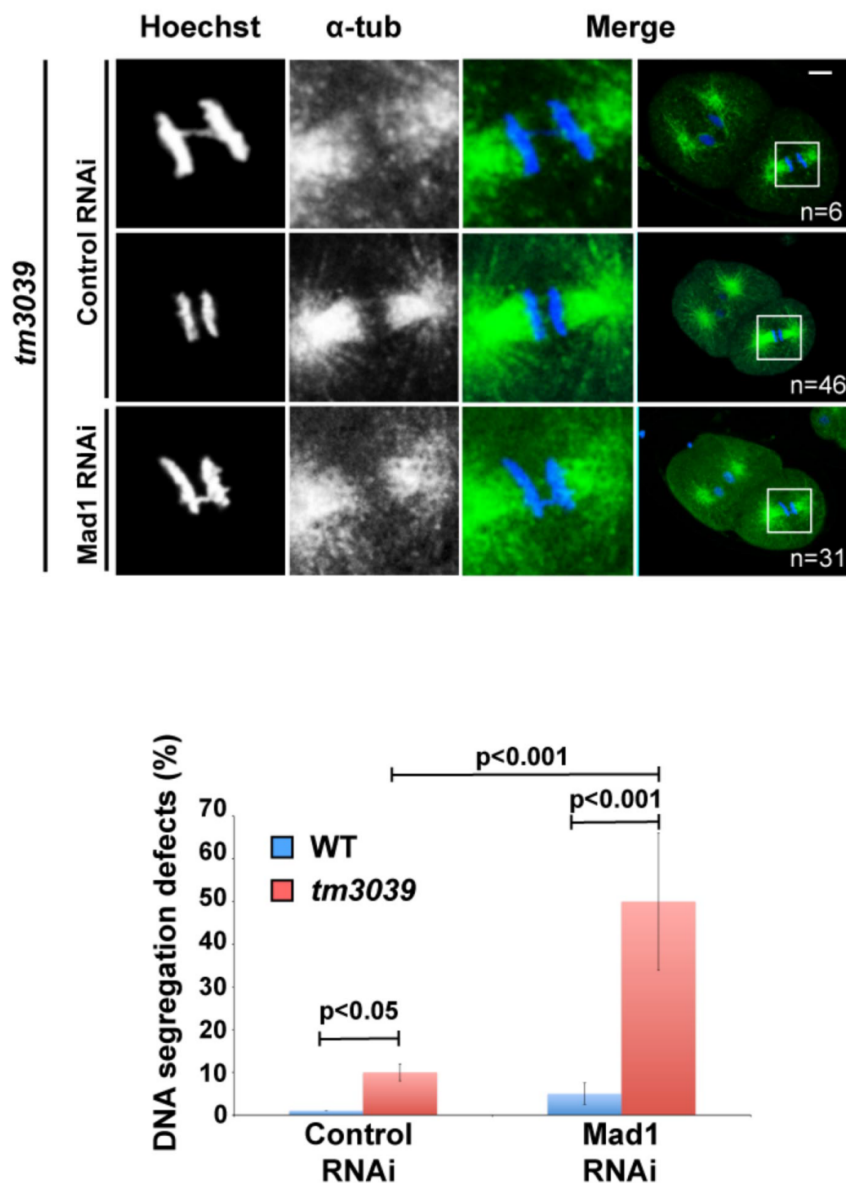 Hoechst α-tub Merge
tm3039
Control RNAi
n=6
n=46
Mad1 RNAi
n=31
DNA segregation defects (%)
p<0.001
p<0.001
70
WT
60
tm3039
50
40
30
p<0.05
20
10
0
Control Mad1
RNAi RNAi